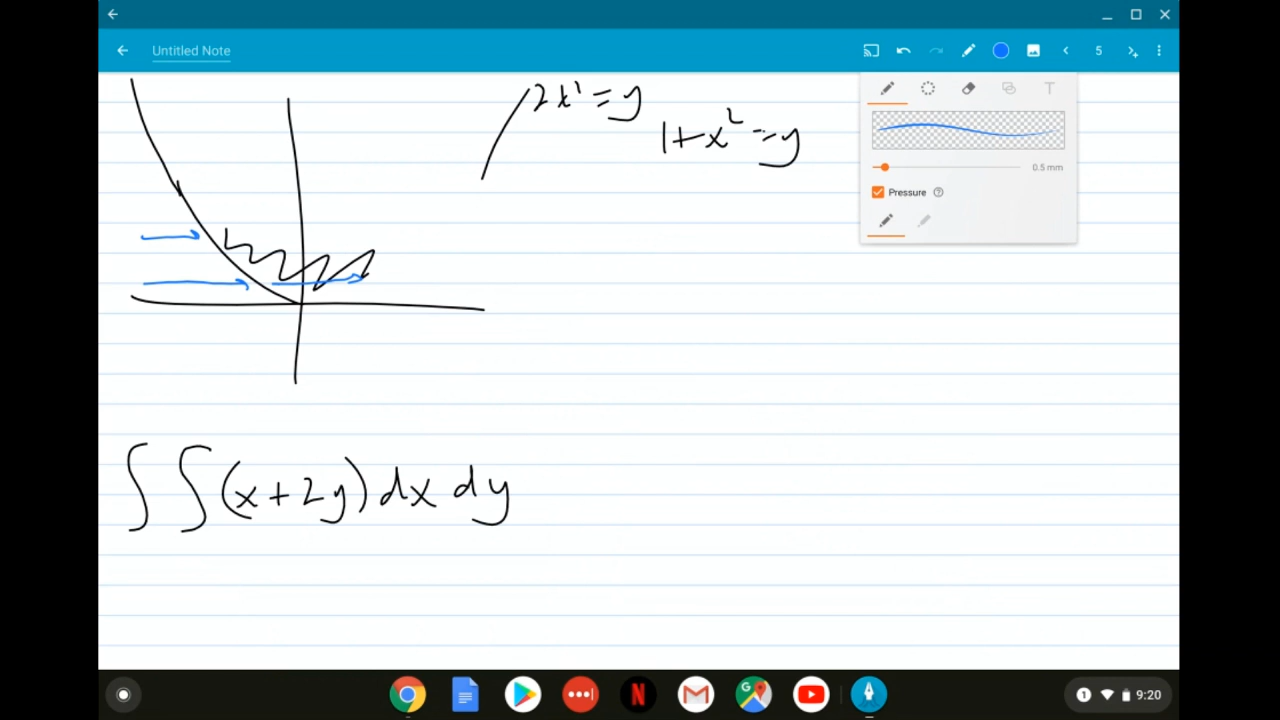 Untitled Note
5
2x² = y
1+x² = y
0.5 mm
Pressure
∫ ∫ (x+2y) dx dy
1
9:20